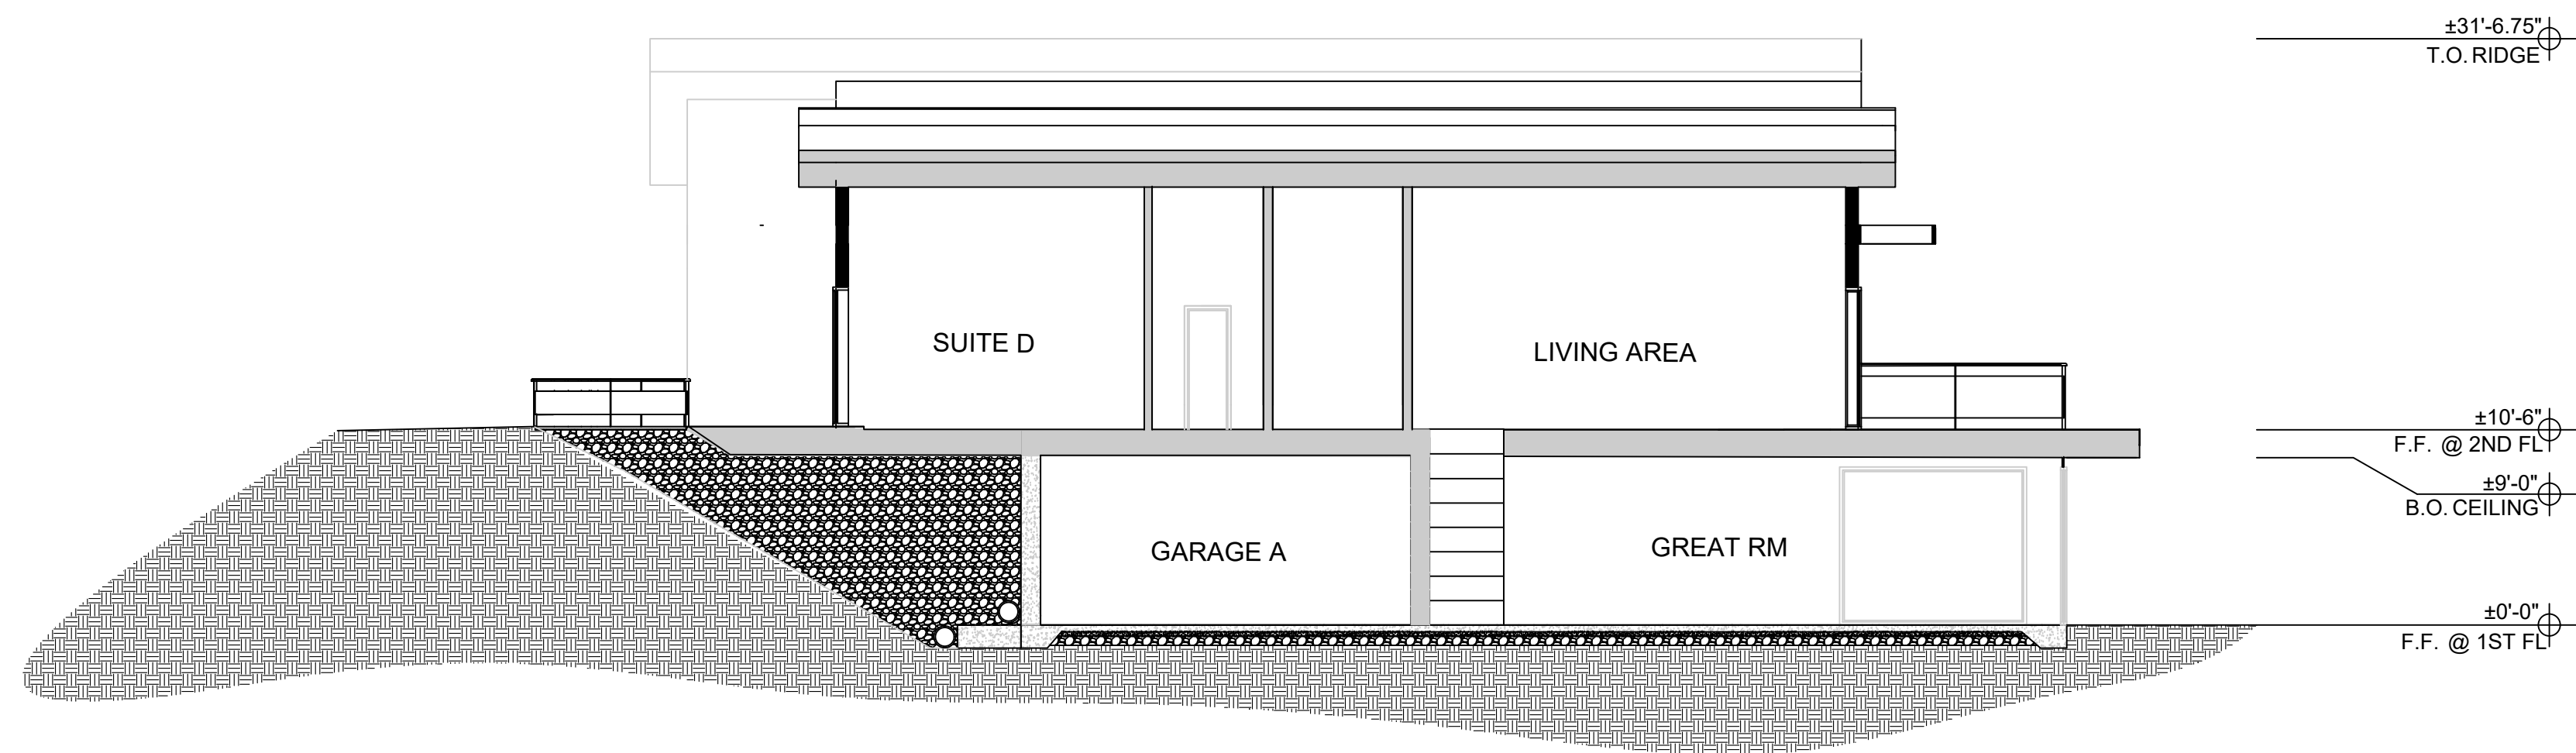 ±31'-6.75"
T.O. RIDGE
SUITE D
LIVING AREA
±10'-6"
F.F. @ 2ND FL
±9'-0"
B.O. CEILING
GARAGE A
GREAT RM
±0'-0"
F.F. @ 1ST FL